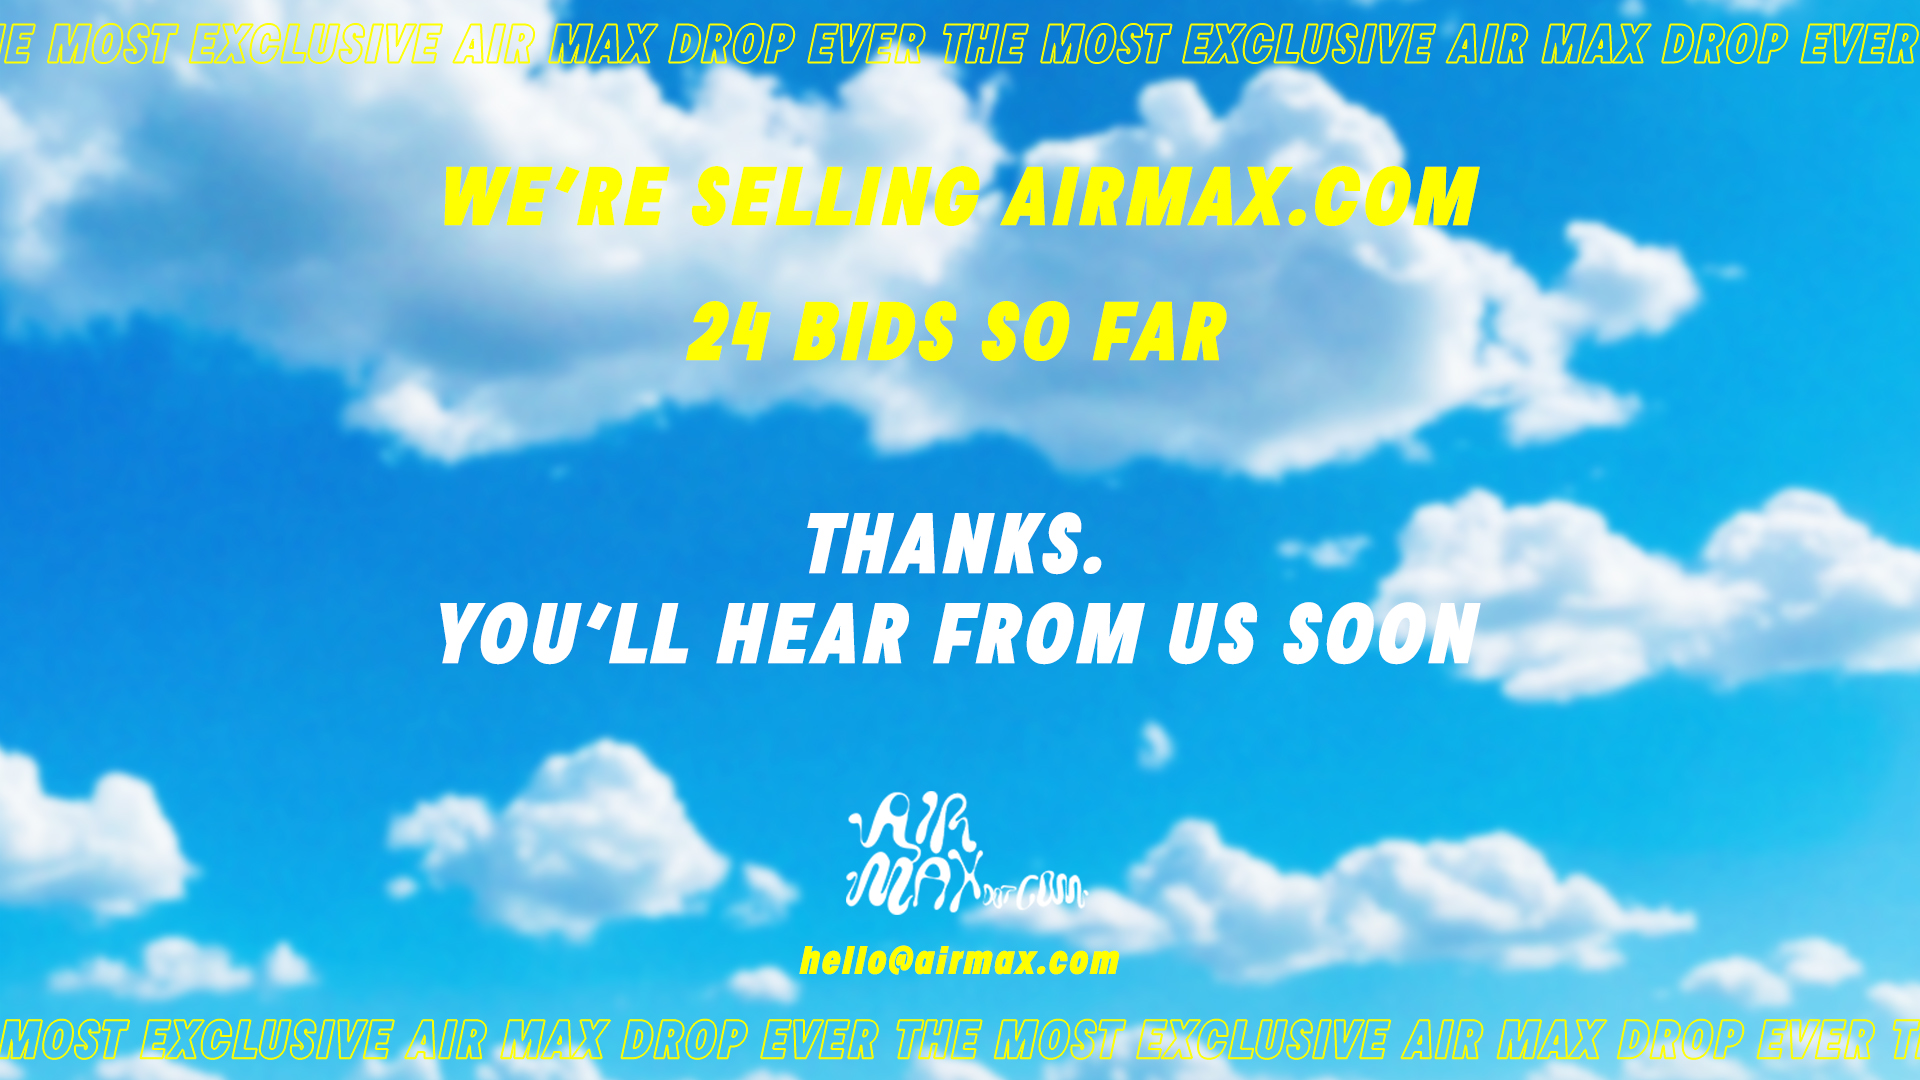 E MOST EXCLUSIVE AIR MAX DROP EVER THE MOST EXCLUSIVE AIR MAX DROP EVER
WE'RE SELLING AIRMAX.COM
24 BIDS SO FAR
THANKS.
YOU'LL HEAR FROM US SOON
AIR
MAX DOT COM
hello@airmax.com
MOST EXCLUSIVE AIR MAX DROP EVER THE MOST EXCLUSIVE AIR MAX DROP EVER T